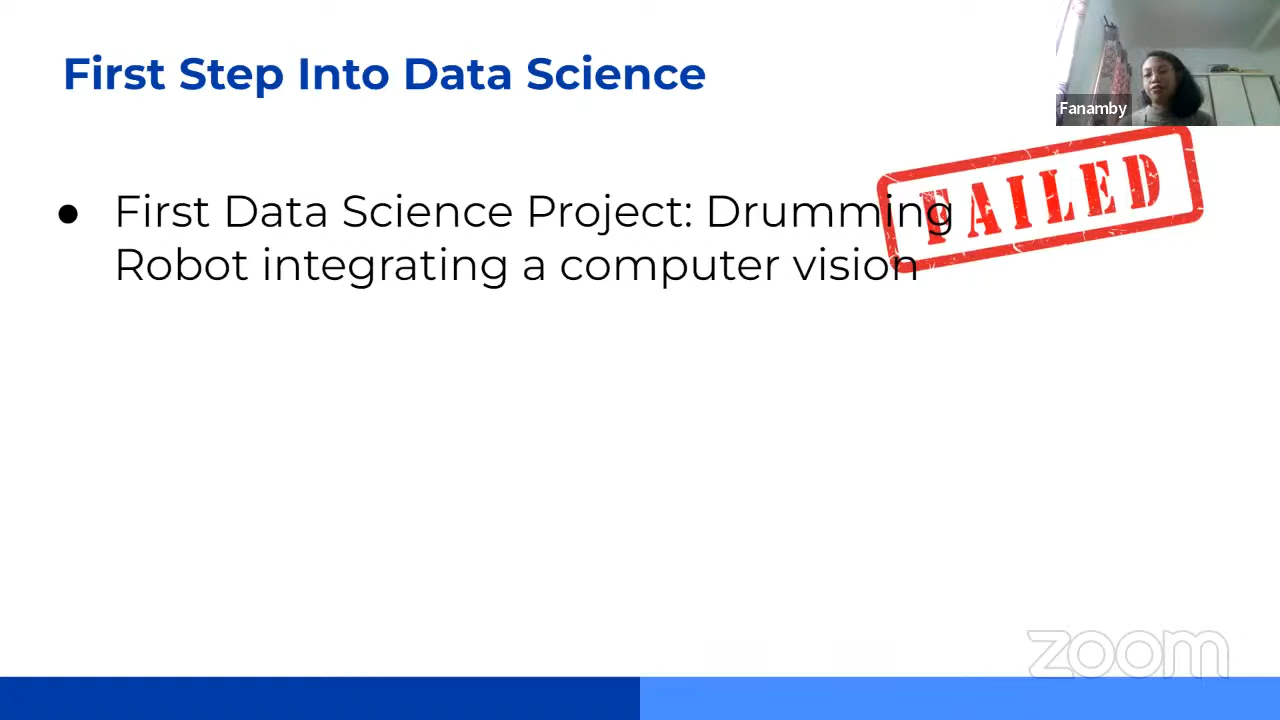 First Step Into Data Science
Fanamby
FAILED
● First Data Science Project: Drumming
Robot integrating a computer vision
zoom